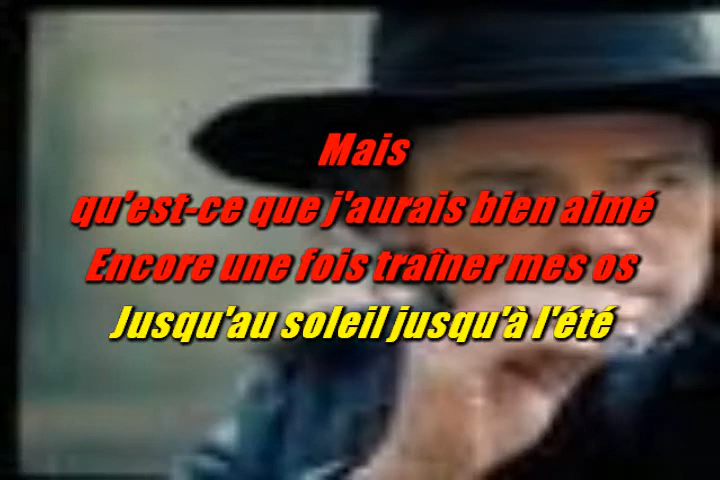 Mais
qu'est-ce que j'aurais bien aimé
Encore une fois traîner mes os
Jusqu'au soleil jusqu'à l'été